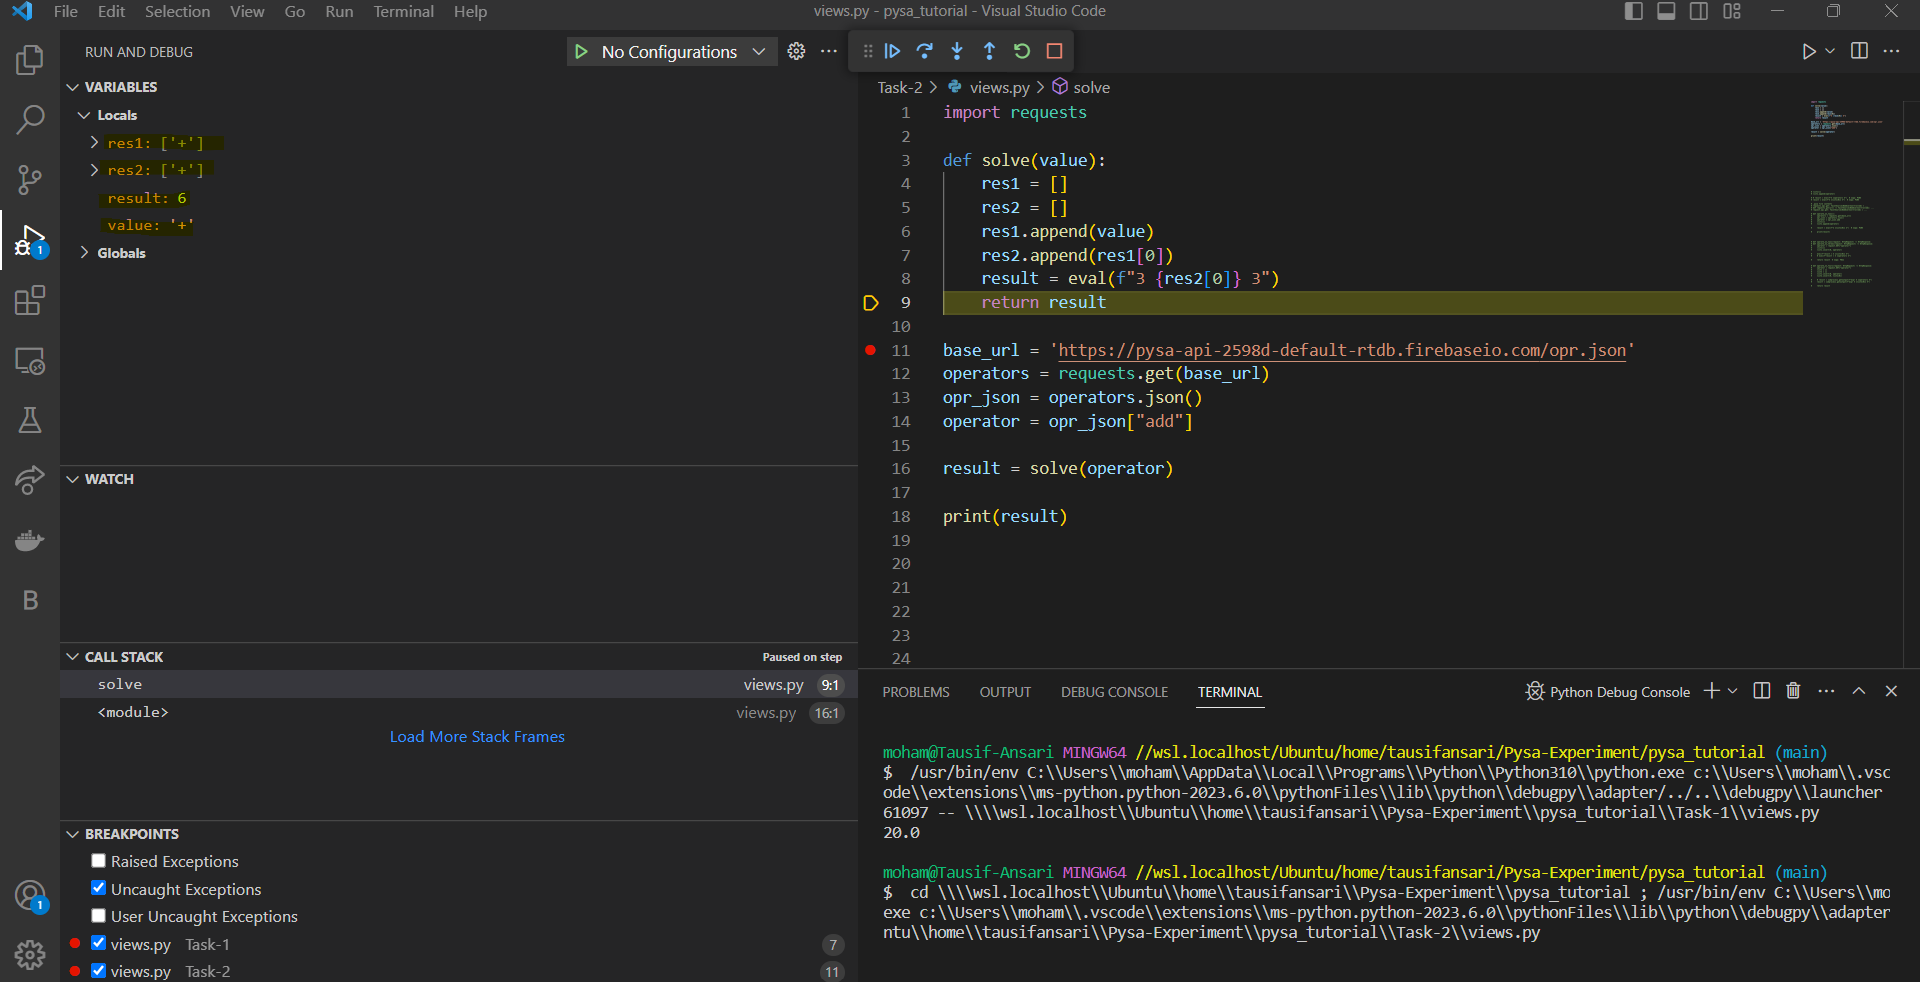 File Edit Selection View Go Run Terminal Help
views.py - pysa_tutorial - Visual Studio Code
RUN AND DEBUG
No Configurations
VARIABLES
Locals
res1: ['+']
res2: ['+']
result: 6
value: '+'
Globals
WATCH
CALL STACK
Paused on step
solve views.py 9:1
<module> views.py 16:1
Load More Stack Frames
BREAKPOINTS
Raised Exceptions
Uncaught Exceptions
User Uncaught Exceptions
views.py Task-1 7
views.py Task-2 11
1
B
1
Task-2 > views.py > solve
1 import requests
2
3 def solve(value):
4 res1 = []
5 res2 = []
6 res1.append(value)
7 res2.append(res1[0])
8 result = eval(f"3 {res2[0]} 3")
9 return result
10
11 base_url = 'https://pysa-api-2598d-default-rtdb.firebaseio.com/opr.json'
12 operators = requests.get(base_url)
13 opr_json = operators.json()
14 operator = opr_json["add"]
15
16 result = solve(operator)
17
18 print(result)
19
20
21
22
23
24
PROBLEMS OUTPUT DEBUG CONSOLE TERMINAL
Python Debug Console
moham@Tausif-Ansari MINGW64 //wsl.localhost/Ubuntu/home/tausifansari/Pysa-Experiment/pysa_tutorial (main)
$ /usr/bin/env C:\\Users\\moham\\AppData\\Local\\Programs\\Python\\Python310\\python.exe c:\\Users\\moham\\.vsc
ode\\extensions\\ms-python.python-2023.6.0\\pythonFiles\\lib\\python\\debugpy\\adapter/../..\\debugpy\\launcher
61097 -- \\\\wsl.localhost\\Ubuntu\\home\\tausifansari\\Pysa-Experiment\\pysa_tutorial\\Task-1\\views.py
20.0
moham@Tausif-Ansari MINGW64 //wsl.localhost/Ubuntu/home/tausifansari/Pysa-Experiment/pysa_tutorial (main)
$ cd \\\\wsl.localhost\\Ubuntu\\home\\tausifansari\\Pysa-Experiment\\pysa_tutorial ; /usr/bin/env C:\\Users\\mo
exe c:\\Users\\moham\\.vscode\\extensions\\ms-python.python-2023.6.0\\pythonFiles\\lib\\python\\debugpy\\adapter
ntu\\home\\tausifansari\\Pysa-Experiment\\pysa_tutorial\\Task-2\\views.py